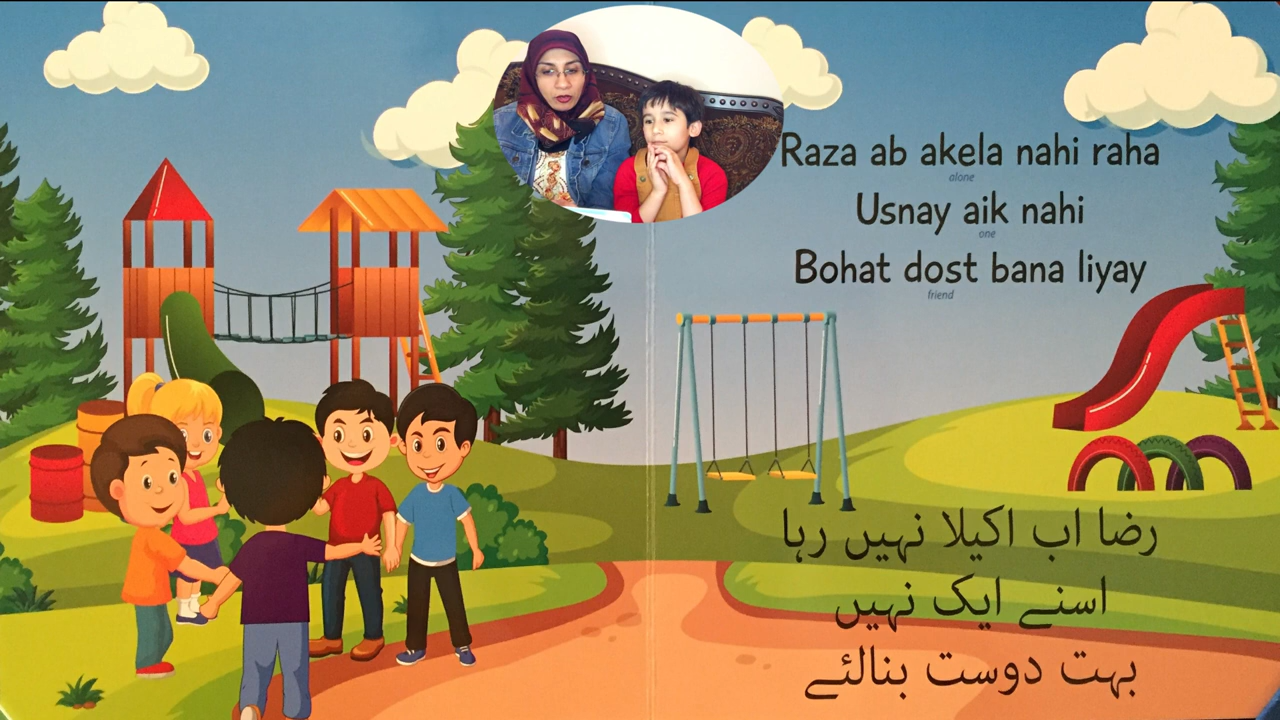 Raza ab akela nahi raha
alone
Usnay aik nahi
one
Bohat dost bana liyay
friend
رضا اب اکیلا نہیں رہا
اسنے ایک نہیں
بہت دوست بنالئے